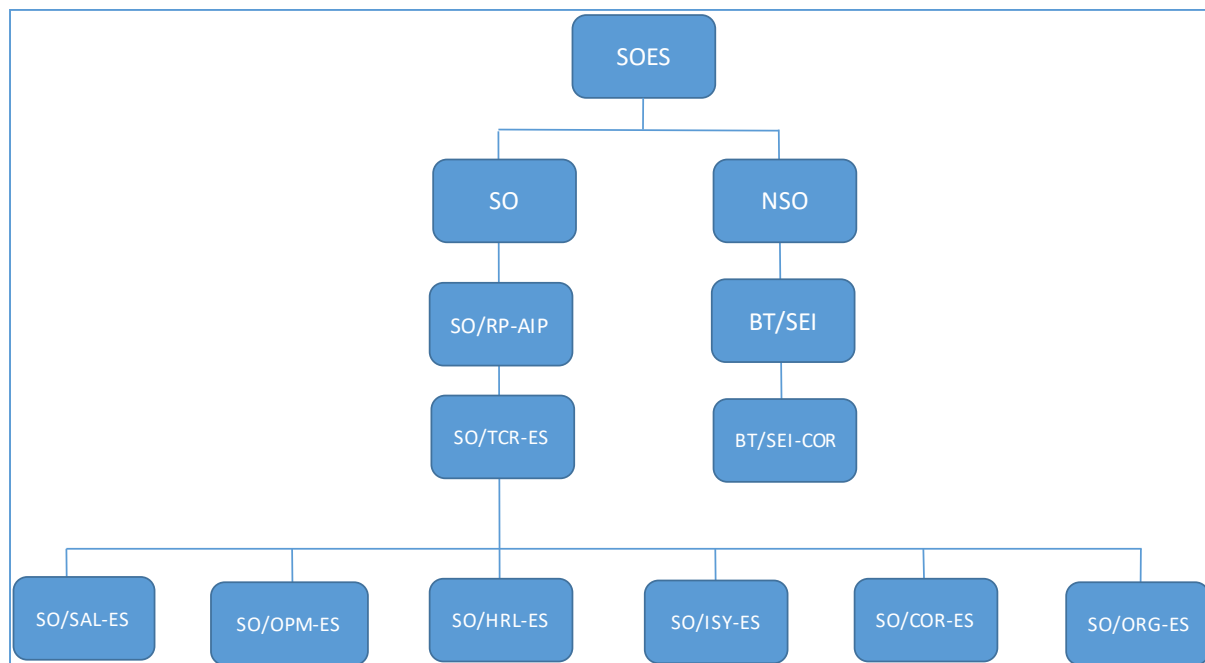 SOES
SO
NSO
SO/RP-AIP
BT/SEI
SO/TCR-ES
BT/SEI-COR
SO/SAL-ES
SO/OPM-ES
SO/HRL-ES
SO/ISY-ES
SO/COR-ES
SO/ORG-ES